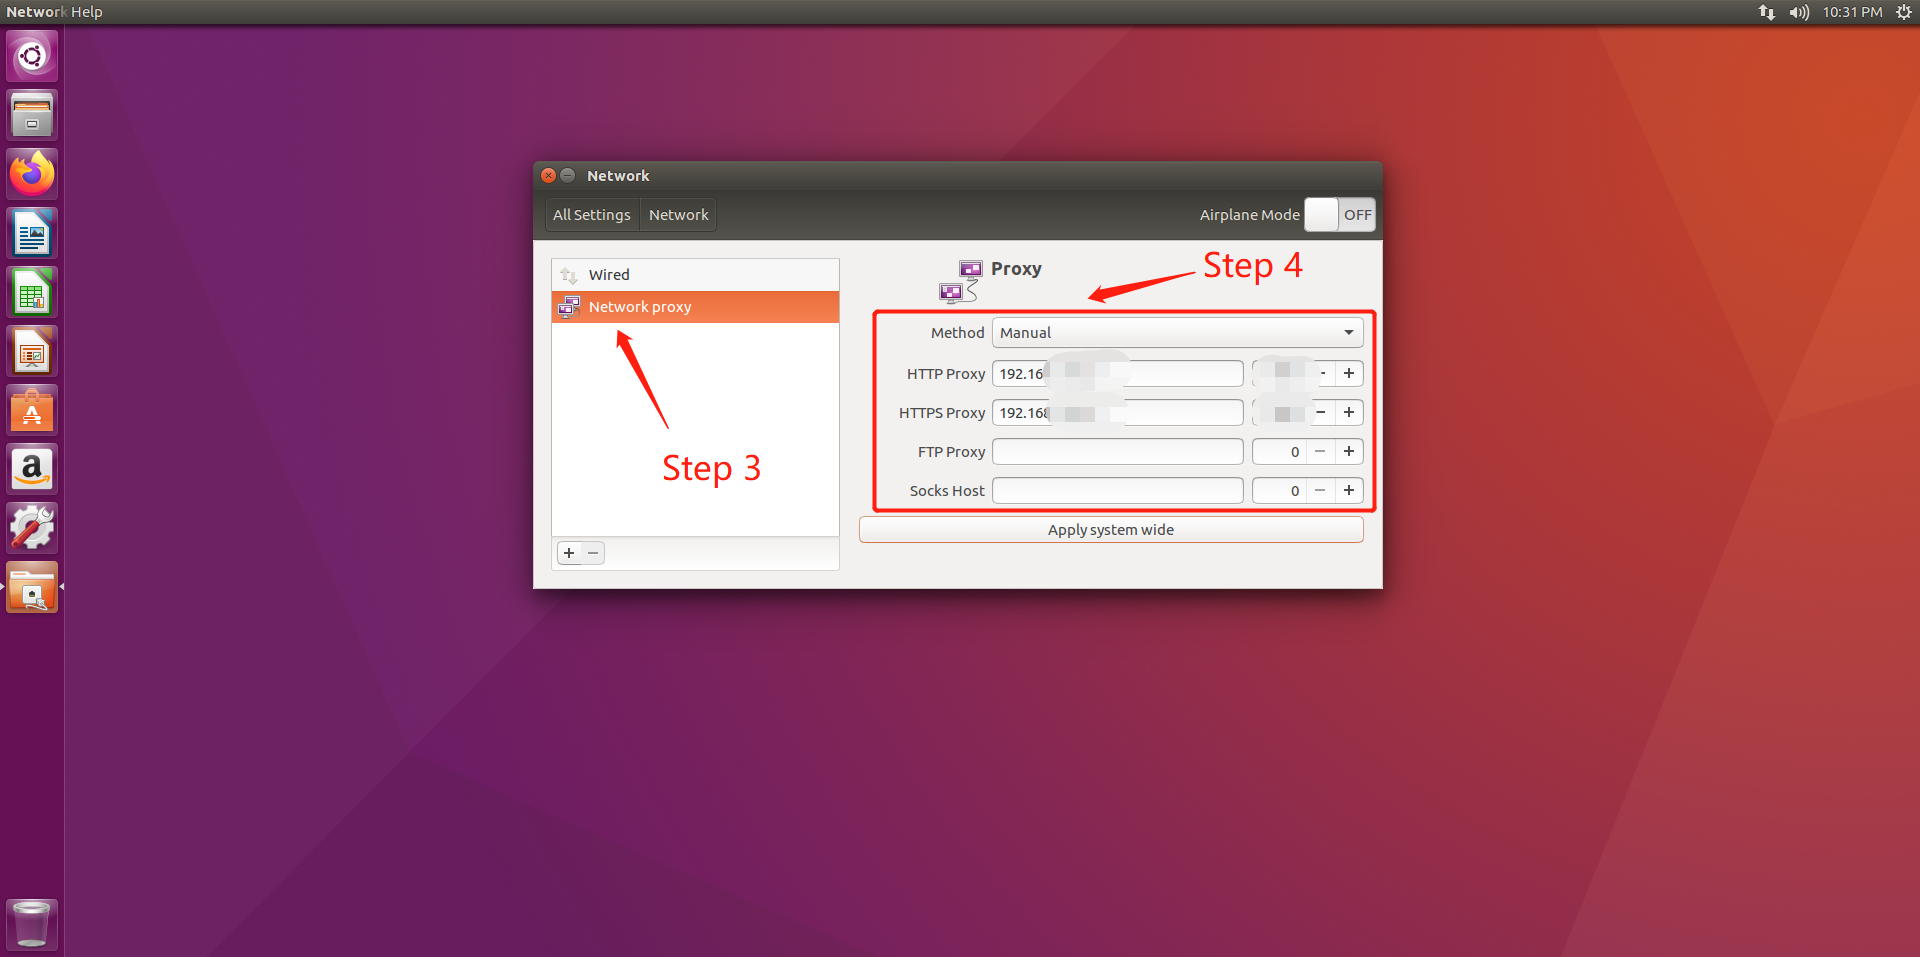 Network Help
10:31 PM
Network
All Settings
Network
Airplane Mode
OFF
Wired
Network proxy
Step 3
Proxy
Step 4
Method
Manual
HTTP Proxy
192.16
HTTPS Proxy
192.168
FTP Proxy
0
Socks Host
0
Apply system wide